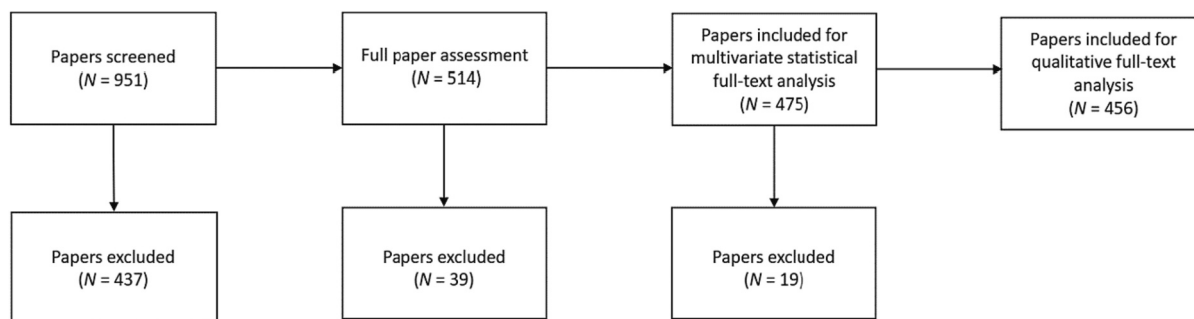 Papers screened
(N = 951)
Full paper assessment
(N = 514)
Papers included for
multivariate statistical
full-text analysis
(N = 475)
Papers included for
qualitative full-text
analysis
(N = 456)
Papers excluded
(N = 437)
Papers excluded
(N = 39)
Papers excluded
(N = 19)